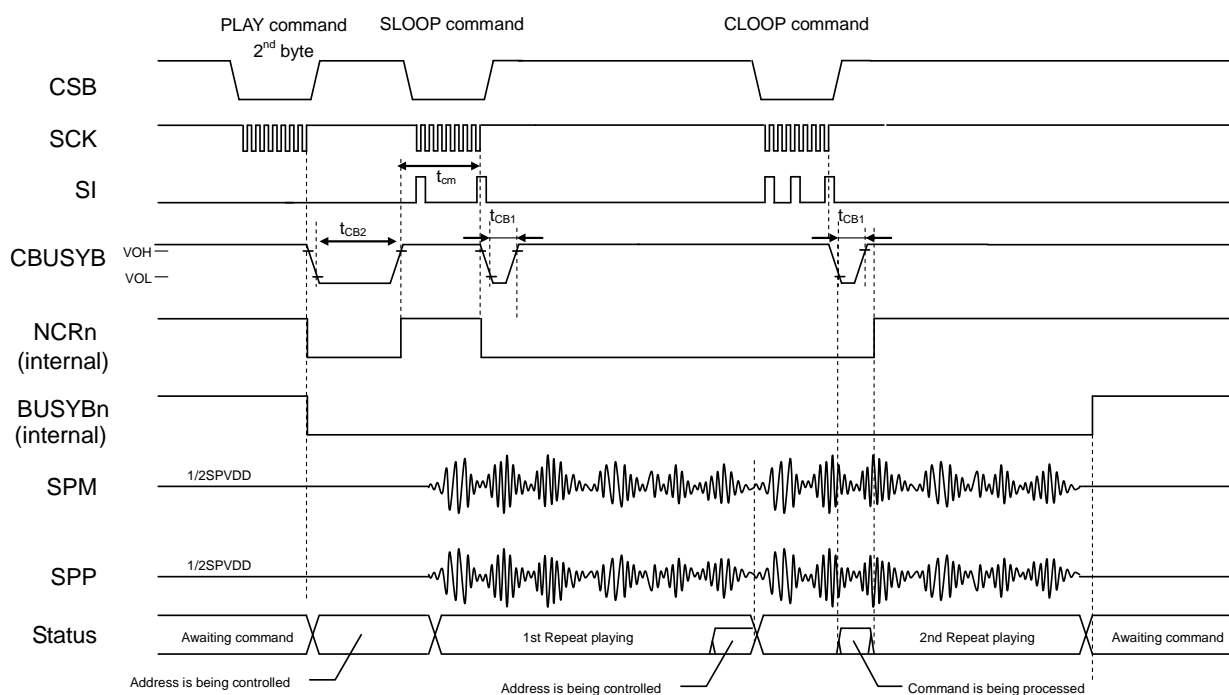 PLAY command
2nd byte
SLOOP command
CLOOP command
CSB
SCK
tcm
SI
tCB1
tCB1
tCB2
VOH
CBUSYB
VOL
NCRn
(internal)
BUSYBn
(internal)
1/2SPVDD
SPM
1/2SPVDD
SPP
Status
Awaiting command
1st Repeat playing
2nd Repeat playing
Awaiting command
Address is being controlled
Address is being controlled
Command is being processed